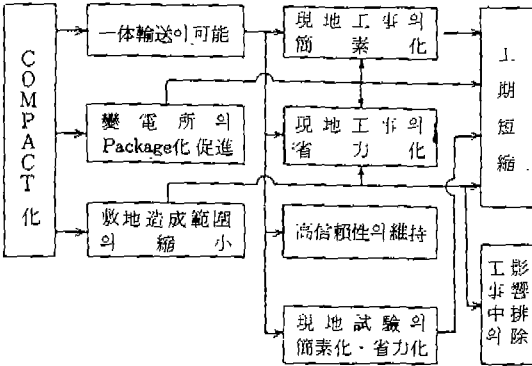 COMPACT化
一体輸送이 可能
變電所의
Package化 促進
敷地造成範圍
의 縮小
現地工事의
簡素化
現地工事의
省力化
高信賴性의 維持
現地試驗의
簡素化・省力化
工期短縮
工事中의
影響排除